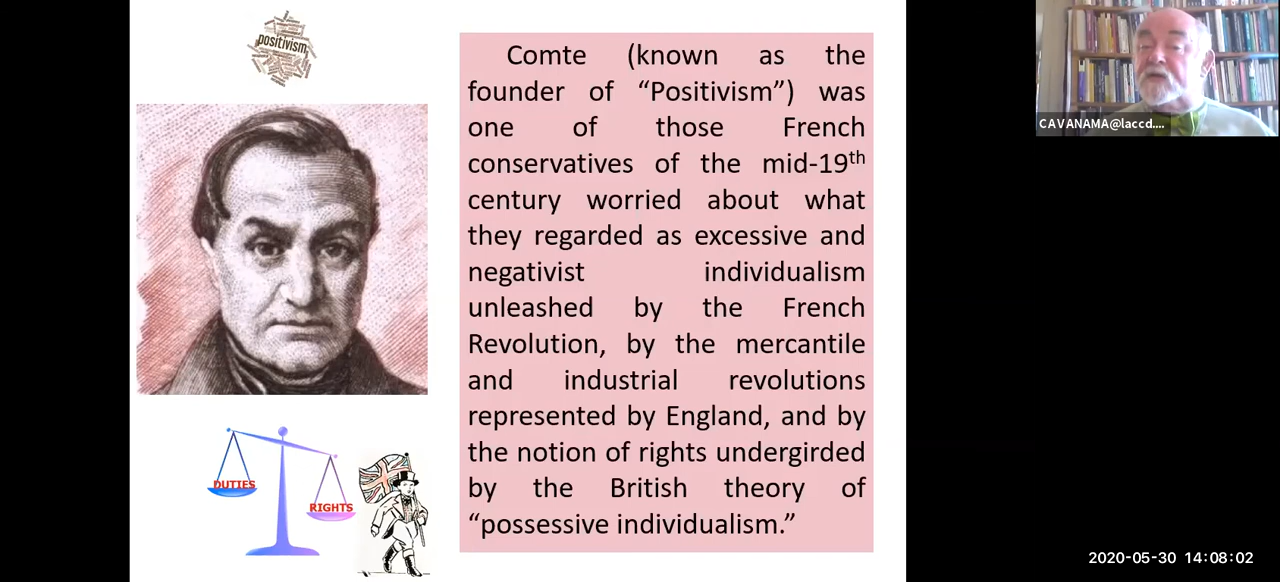 positivism
Comte (known as the
founder of “Positivism”) was
one of those French
conservatives of the mid-19th
century worried about what
they regarded as excessive and
negativist individualism
unleashed by the French
Revolution, by the mercantile
and industrial revolutions
represented by England, and by
the notion of rights undergirded
by the British theory of
“possessive individualism.”
DUTIES
RIGHTS
CAVANAMA@laccd....
2020-05-30 14:08:02